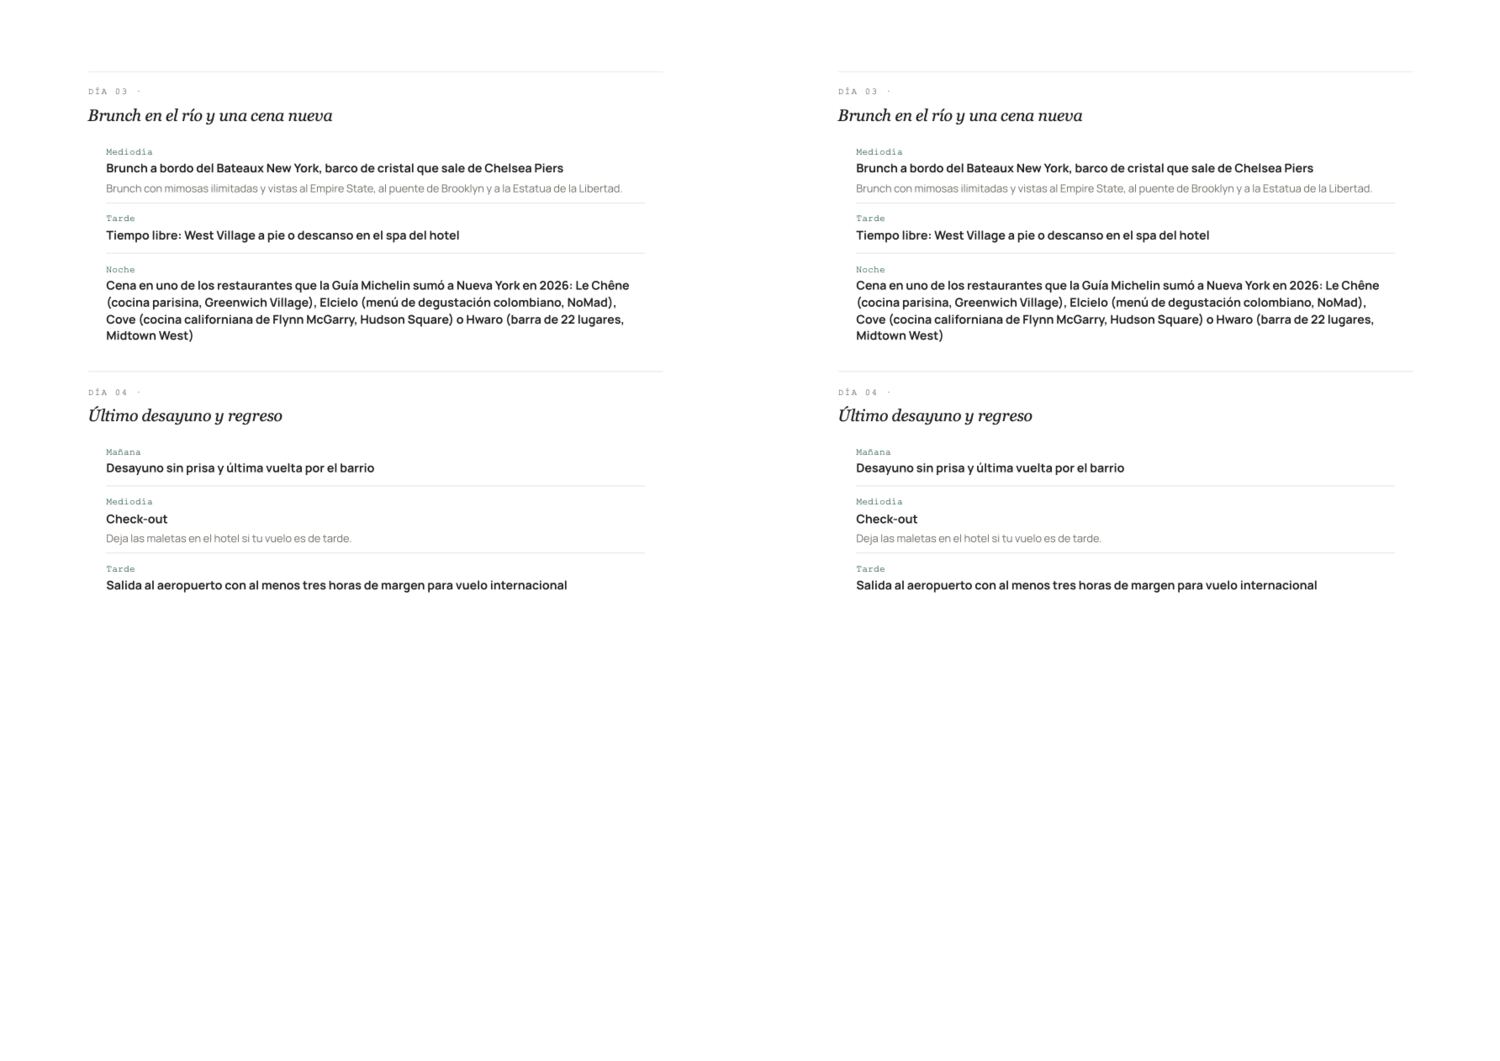 DÍA 03 ·
Brunch en el río y una cena nueva
Mediodía
Brunch a bordo del Bateaux New York, barco de cristal que sale de Chelsea Piers
Brunch con mimosas ilimitadas y vistas al Empire State, al puente de Brooklyn y a la Estatua de la Libertad.
Tarde
Tiempo libre: West Village a pie o descanso en el spa del hotel
Noche
Cena en uno de los restaurantes que la Guía Michelin sumó a Nueva York en 2026: Le Chêne
(cocina parisina, Greenwich Village), Elcielo (menú de degustación colombiano, NoMad),
Cove (cocina californiana de Flynn McGarry, Hudson Square) o Hwaro (barra de 22 lugares,
Midtown West)
DÍA 04 ·
Último desayuno y regreso
Mañana
Desayuno sin prisa y última vuelta por el barrio
Mediodía
Check-out
Deja las maletas en el hotel si tu vuelo es de tarde.
Tarde
Salida al aeropuerto con al menos tres horas de margen para vuelo internacional
DÍA 03 ·
Brunch en el río y una cena nueva
Mediodía
Brunch a bordo del Bateaux New York, barco de cristal que sale de Chelsea Piers
Brunch con mimosas ilimitadas y vistas al Empire State, al puente de Brooklyn y a la Estatua de la Libertad.
Tarde
Tiempo libre: West Village a pie o descanso en el spa del hotel
Noche
Cena en uno de los restaurantes que la Guía Michelin sumó a Nueva York en 2026: Le Chêne
(cocina parisina, Greenwich Village), Elcielo (menú de degustación colombiano, NoMad),
Cove (cocina californiana de Flynn McGarry, Hudson Square) o Hwaro (barra de 22 lugares,
Midtown West)
DÍA 04 ·
Último desayuno y regreso
Mañana
Desayuno sin prisa y última vuelta por el barrio
Mediodía
Check-out
Deja las maletas en el hotel si tu vuelo es de tarde.
Tarde
Salida al aeropuerto con al menos tres horas de margen para vuelo internacional